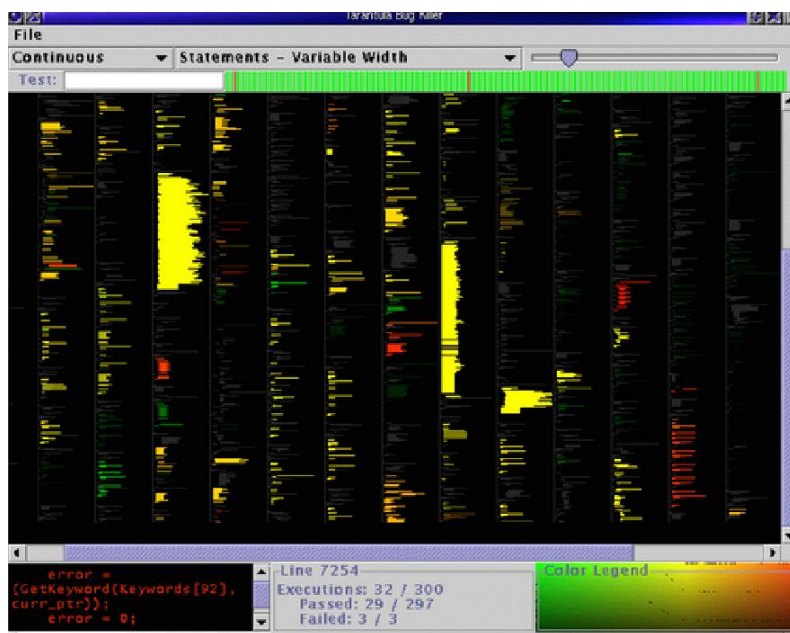 Tarantula Bug Killer
File
Continuous
Statements - Variable Width
Test:
error =
(GetKeyword(Keywords[92],
curr_ptr));
error = 0;
Line 7254
Executions: 32 / 300
Passed: 29 / 297
Failed: 3 / 3
Color Legend